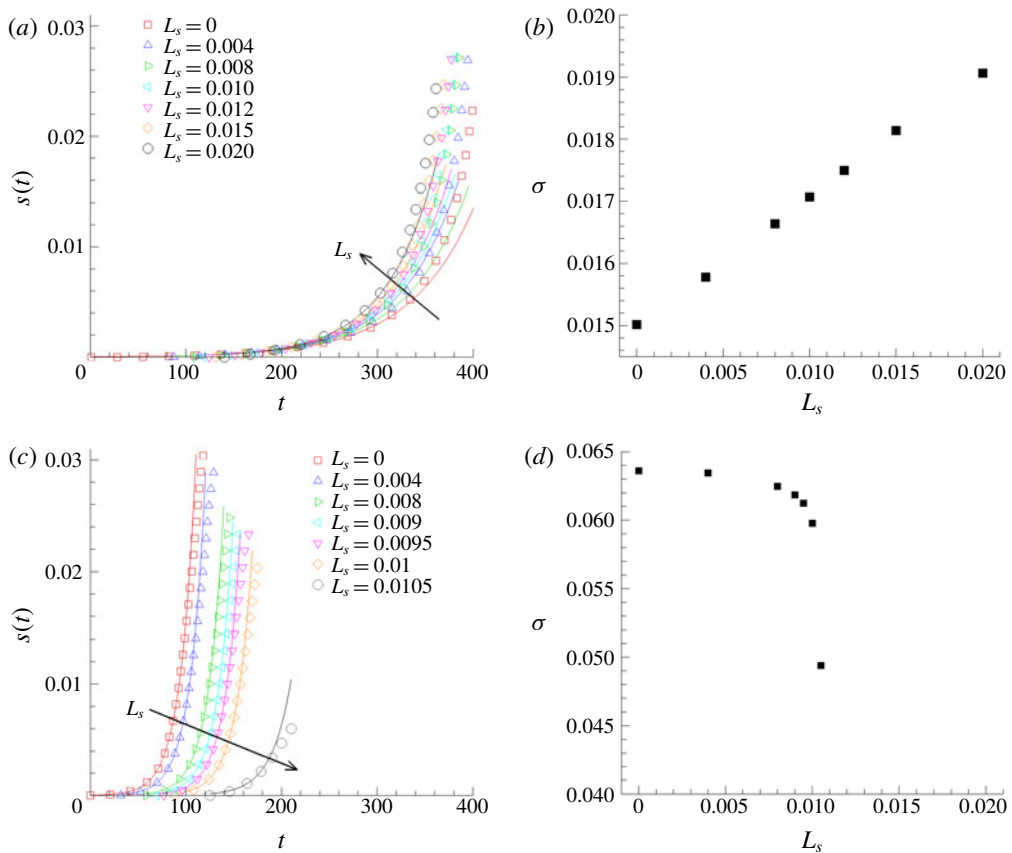 (a)
0.03
0.02
0.01
0
100
200
300
400
s(t)
t
L_s = 0
L_s = 0.004
L_s = 0.008
L_s = 0.010
L_s = 0.012
L_s = 0.015
L_s = 0.020
L_s
(b)
0.020
0.019
0.018
0.017
0.016
0.015
σ
0
0.005
0.010
0.015
0.020
L_s
(c)
0.03
0.02
0.01
0
100
200
300
400
s(t)
t
L_s = 0
L_s = 0.004
L_s = 0.008
L_s = 0.009
L_s = 0.0095
L_s = 0.01
L_s = 0.0105
L_s
(d)
0.065
0.060
0.055
0.050
0.045
0.040
σ
0
0.005
0.010
0.015
0.020
L_s